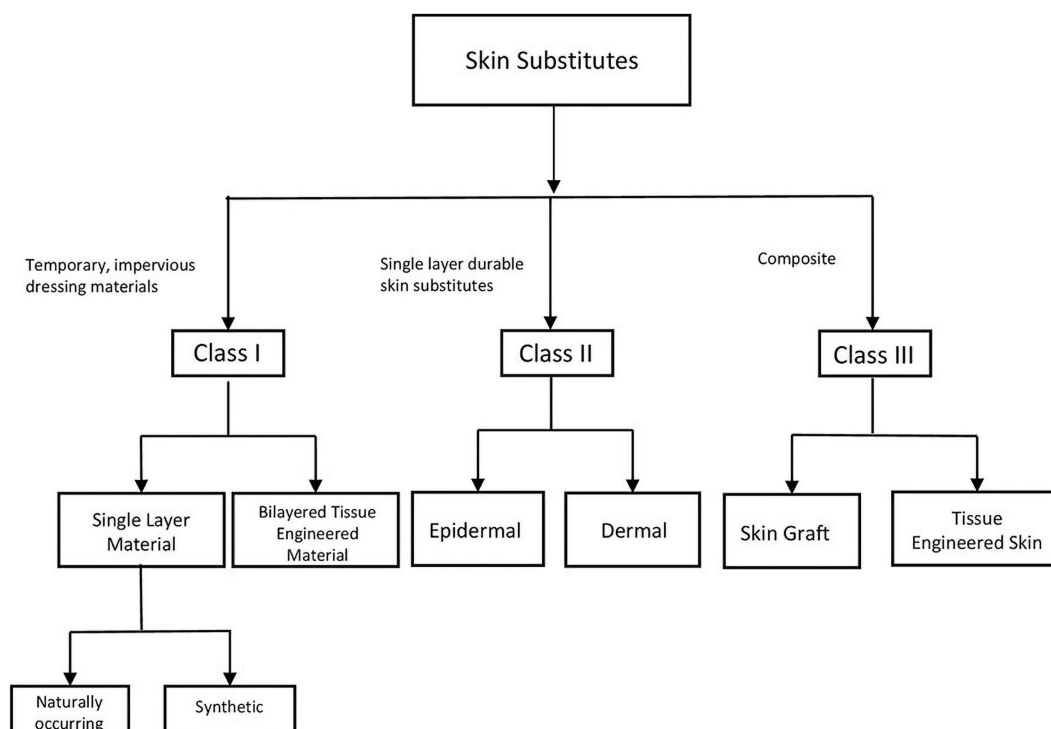 Skin Substitutes
Temporary, impervious
dressing materials
Single layer durable
skin substitutes
Composite
Class I
Class II
Class III
Single Layer
Material
Bilayered Tissue
Engineered
Material
Epidermal
Dermal
Skin Graft
Tissue
Engineered Skin
Naturally
occurring
Synthetic